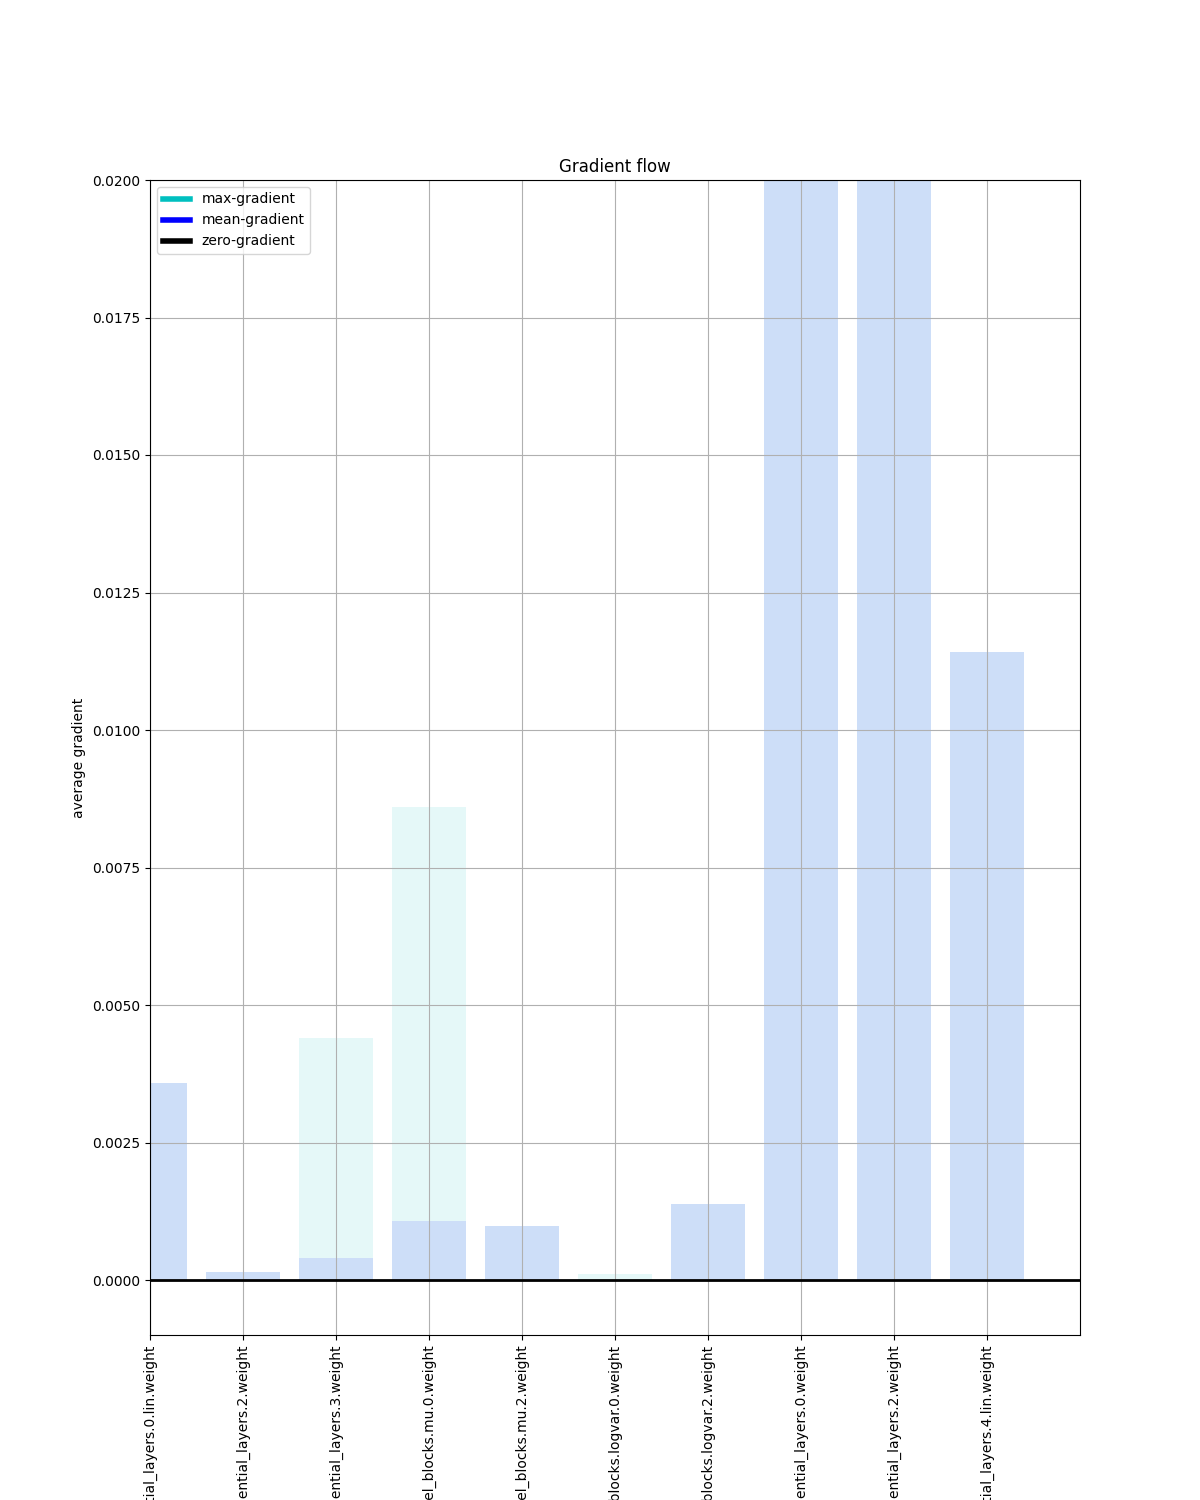 Gradient flow
max-gradient
mean-gradient
zero-gradient
0.0200
0.0175
0.0150
0.0125
0.0100
0.0075
0.0050
0.0025
0.0000
average gradient
tial_layers.0.lin.weight
ential_layers.2.weight
ential_layers.3.weight
el_blocks.mu.0.weight
el_blocks.mu.2.weight
blocks.logvar.0.weight
blocks.logvar.2.weight
ential_layers.0.weight
ential_layers.2.weight
tial_layers.4.lin.weight